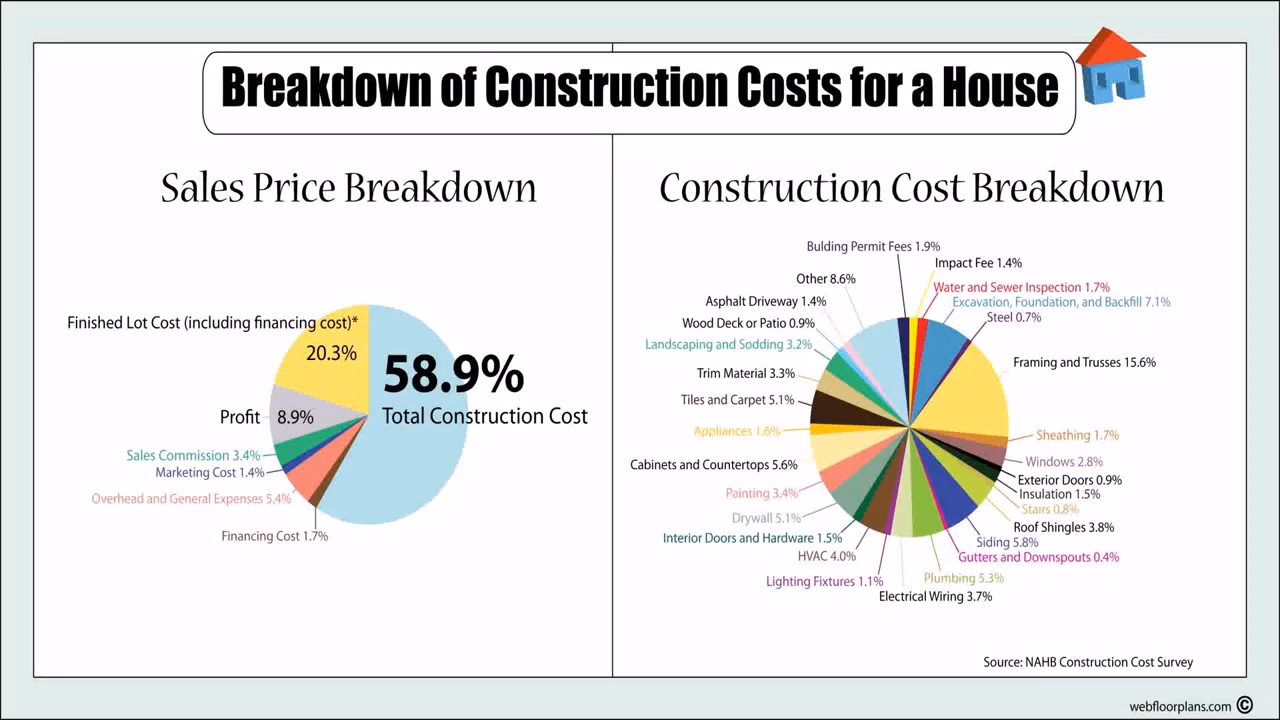 Breakdown of Construction Costs for a House
Sales Price Breakdown
Finished Lot Cost (including financing cost)*
20.3%
58.9%
Total Construction Cost
Profit 8.9%
Sales Commission 3.4%
Marketing Cost 1.4%
Overhead and General Expenses 5.4%
Financing Cost 1.7%
Construction Cost Breakdown
Bulding Permit Fees 1.9%
Impact Fee 1.4%
Water and Sewer Inspection 1.7%
Excavation, Foundation, and Backfill 7.1%
Steel 0.7%
Framing and Trusses 15.6%
Sheathing 1.7%
Windows 2.8%
Exterior Doors 0.9%
Insulation 1.5%
Stairs 0.8%
Roof Shingles 3.8%
Siding 5.8%
Gutters and Downspouts 0.4%
Plumbing 5.3%
Electrical Wiring 3.7%
Lighting Fixtures 1.1%
HVAC 4.0%
Interior Doors and Hardware 1.5%
Drywall 5.1%
Painting 3.4%
Cabinets and Countertops 5.6%
Appliances 1.6%
Tiles and Carpet 5.1%
Trim Material 3.3%
Landscaping and Sodding 3.2%
Wood Deck or Patio 0.9%
Asphalt Driveway 1.4%
Other 8.6%
Source: NAHB Construction Cost Survey
webfloorplans.com ©